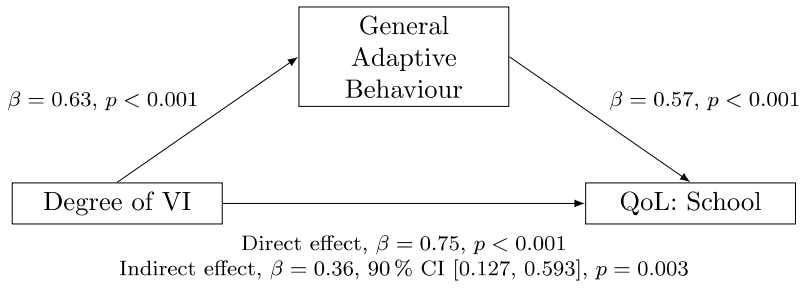 General
Adaptive
Behaviour
β = 0.63, p < 0.001
β = 0.57, p < 0.001
Degree of VI
QoL: School
Direct effect, β = 0.75, p < 0.001
Indirect effect, β = 0.36, 90 % CI [0.127, 0.593], p = 0.003